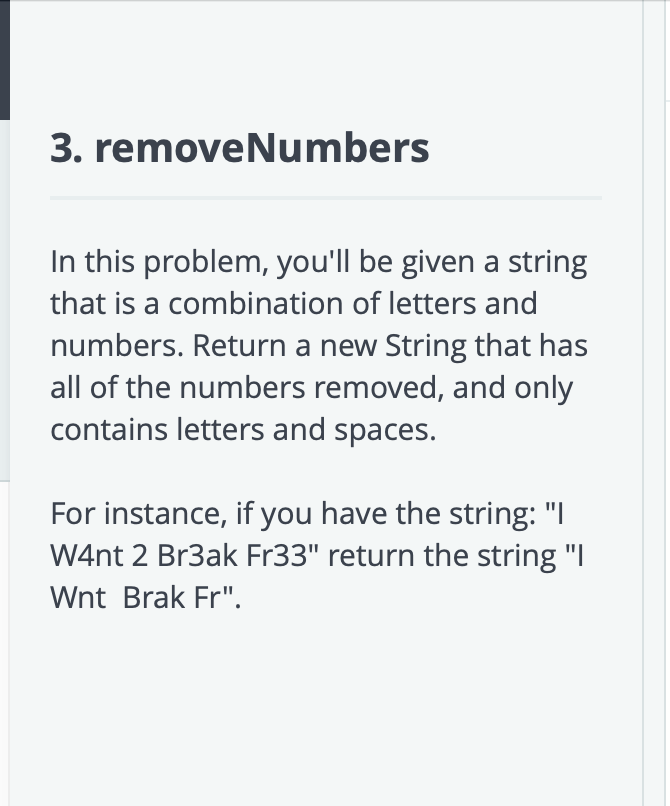 3. removeNumbers
In this problem, you'll be given a string
that is a combination of letters and
numbers. Return a new String that has
all of the numbers removed, and only
contains letters and spaces.
For instance, if you have the string: "I
W4nt 2 Br3ak Fr33" return the string "I
Wnt  Brak Fr".